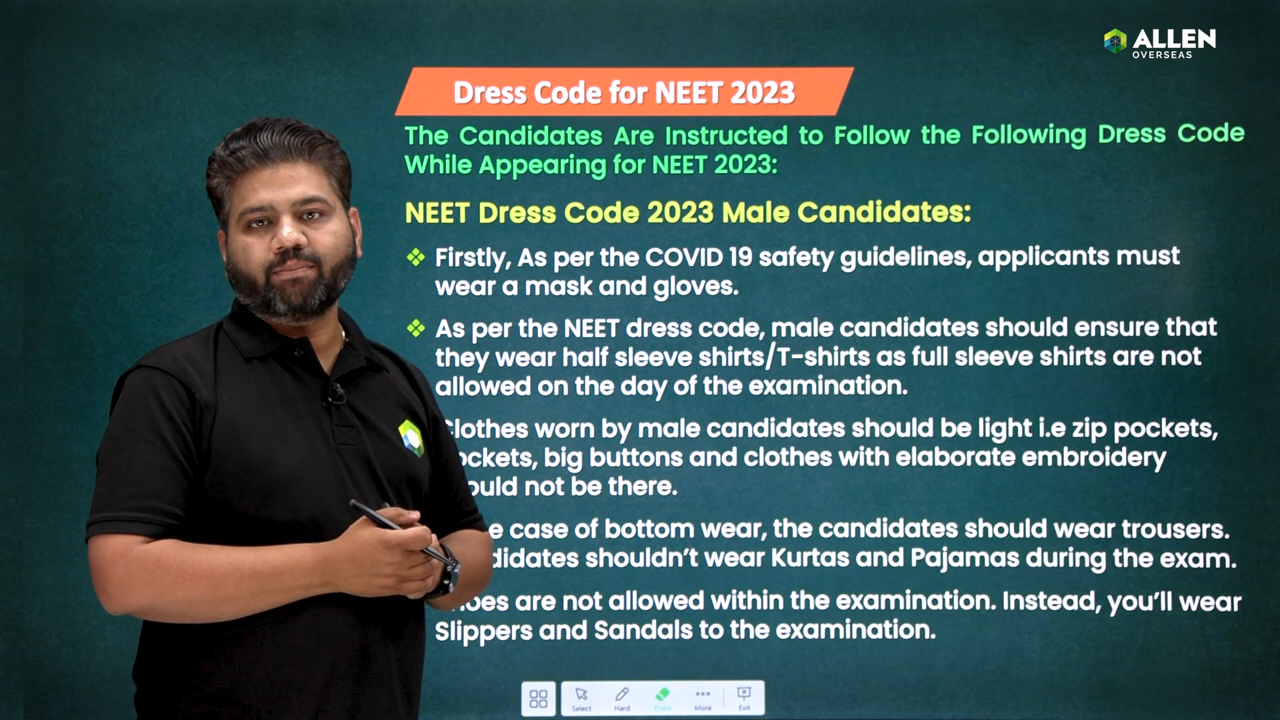 ALLEN
OVERSEAS
Dress Code for NEET 2023
The Candidates Are Instructed to Follow the Following Dress Code
While Appearing for NEET 2023:
NEET Dress Code 2023 Male Candidates:
Firstly, As per the COVID 19 safety guidelines, applicants must
wear a mask and gloves.
As per the NEET dress code, male candidates should ensure that
they wear half sleeve shirts/T-shirts as full sleeve shirts are not
allowed on the day of the examination.
Clothes worn by male candidates should be light i.e zip pockets,
big buttons and clothes with elaborate embroidery
not be there.
case of bottom wear, the candidates should wear trousers.
shouldn't wear Kurtas and Pajamas during the exam.
are not allowed within the examination. Instead, you'll wear
Slippers and Sandals to the examination.
Select Hard More Exit